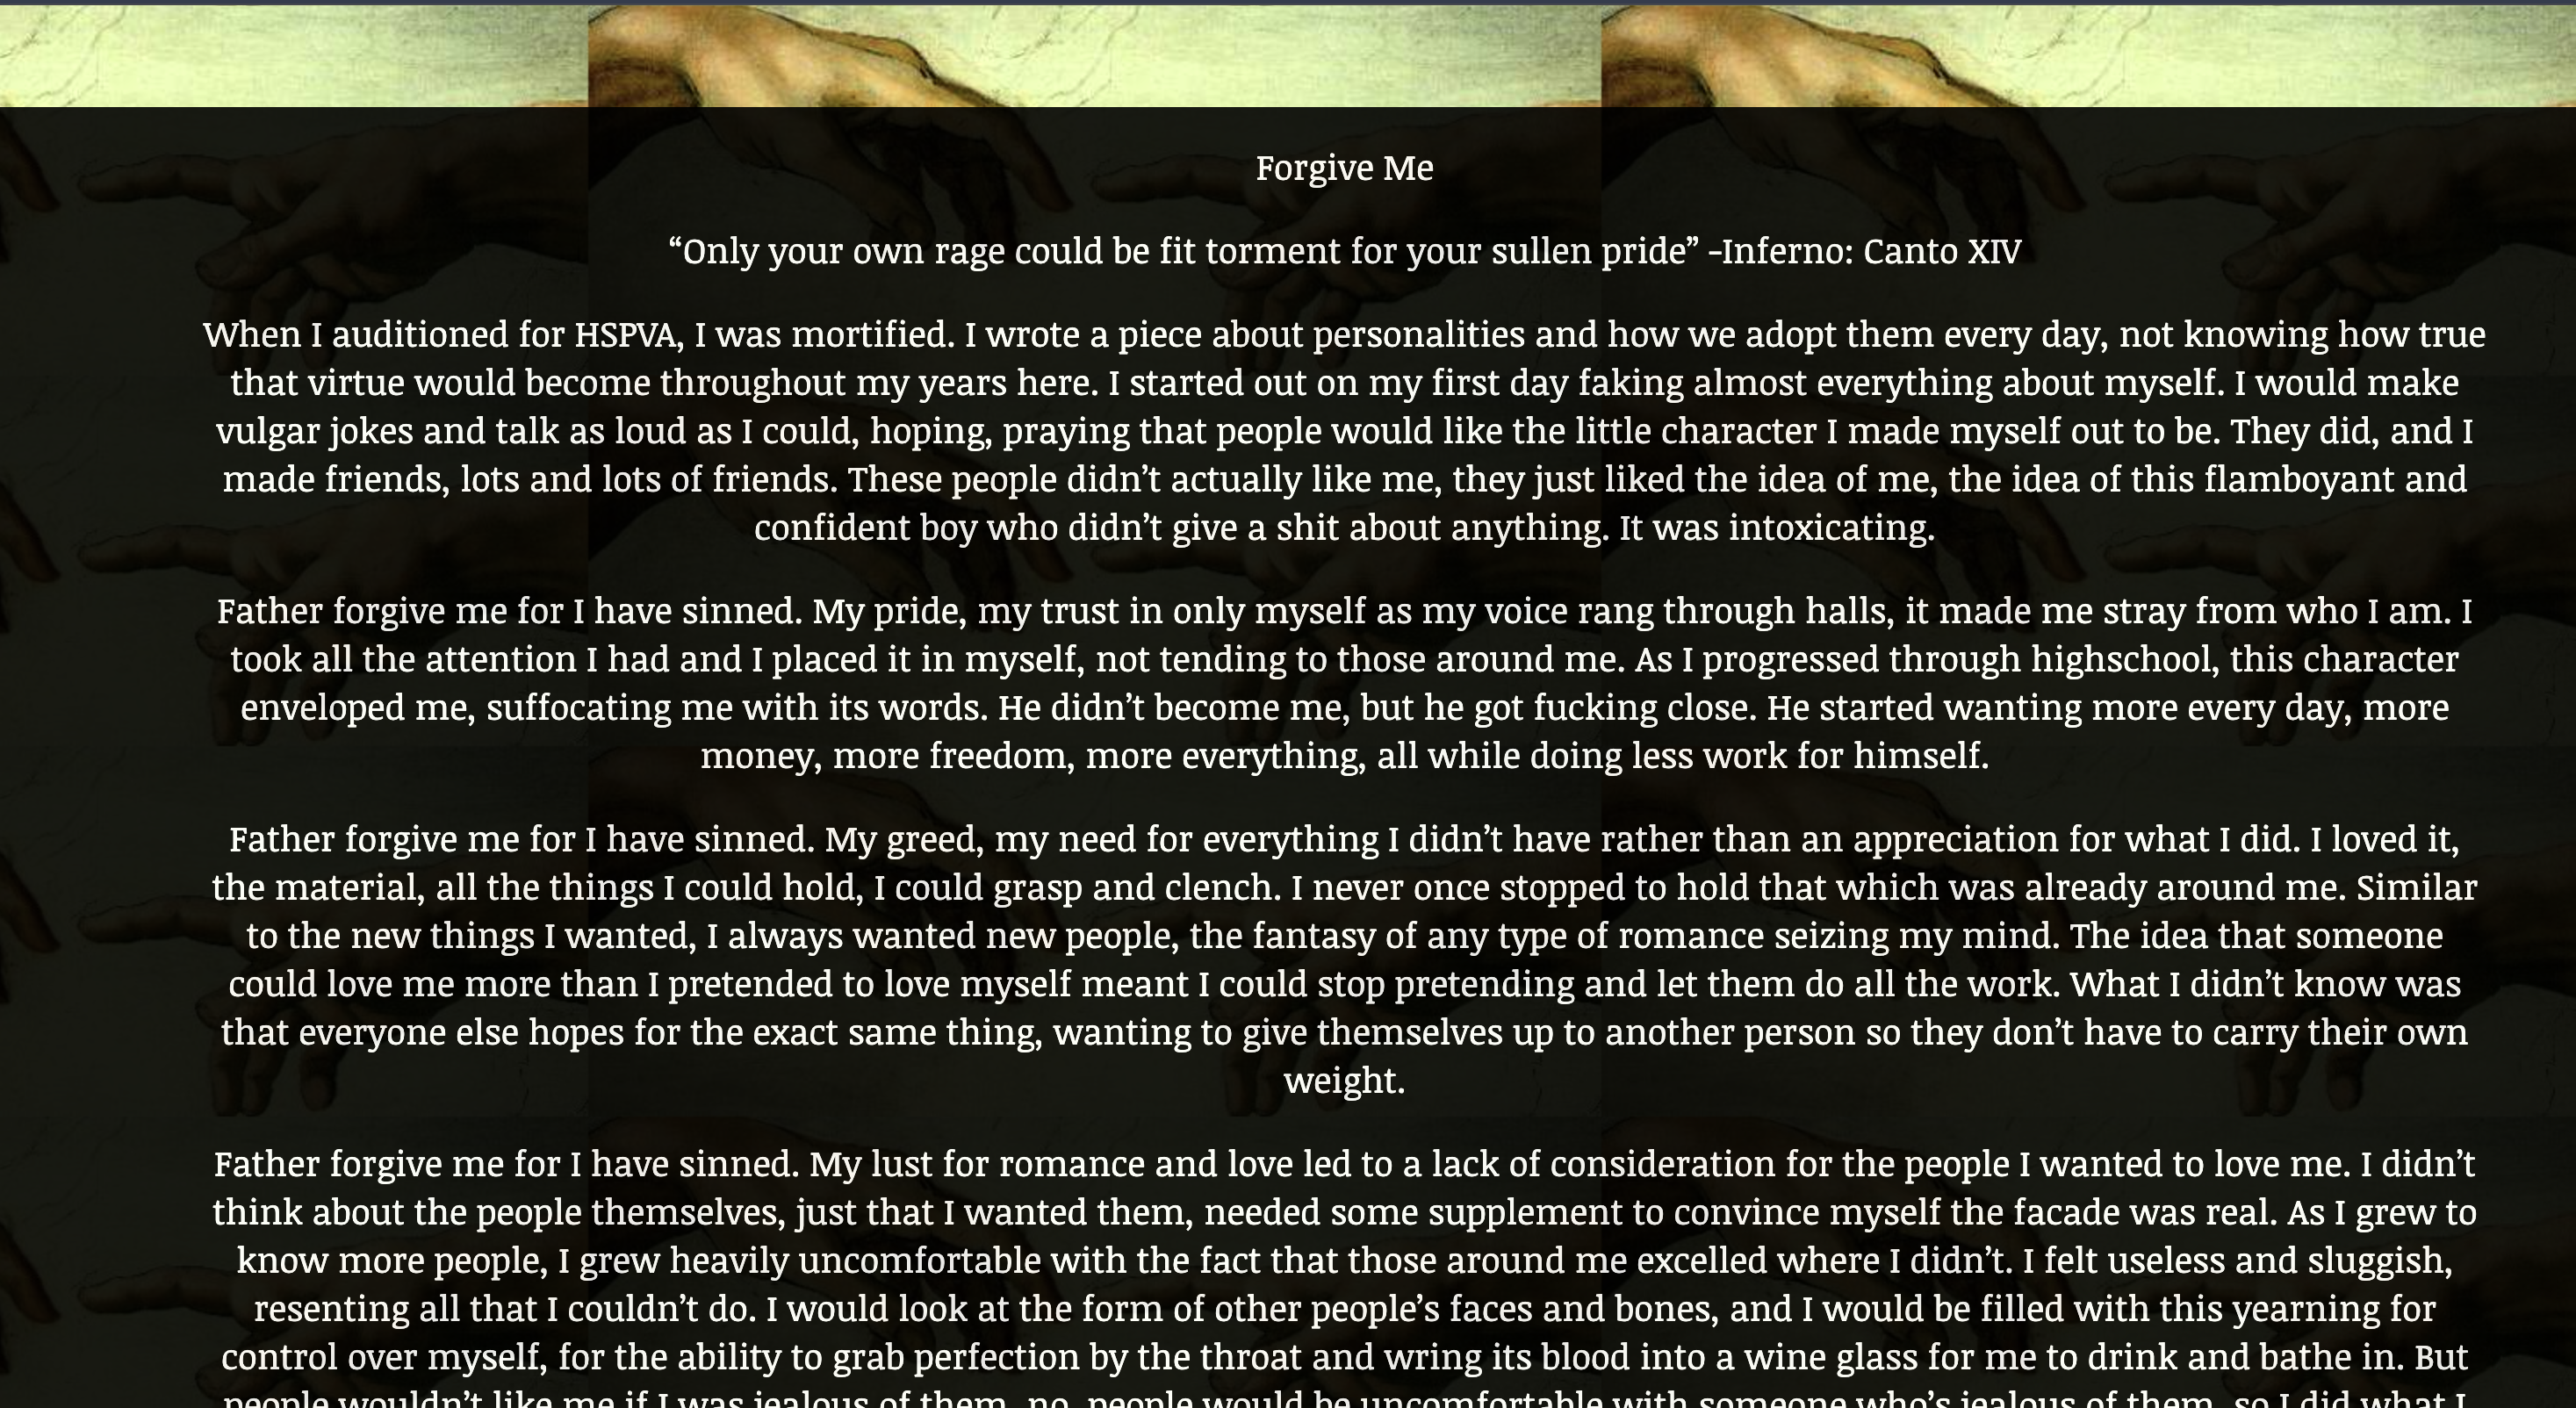 Forgive Me
“Only your own rage could be fit torment for your sullen pride” -Inferno: Canto XIV
When I auditioned for HSPVA, I was mortified. I wrote a piece about personalities and how we adopt them every day, not knowing how true
that virtue would become throughout my years here. I started out on my first day faking almost everything about myself. I would make
vulgar jokes and talk as loud as I could, hoping, praying that people would like the little character I made myself out to be. They did, and I
made friends, lots and lots of friends. These people didn’t actually like me, they just liked the idea of me, the idea of this flamboyant and
confident boy who didn’t give a shit about anything. It was intoxicating.
Father forgive me for I have sinned. My pride, my trust in only myself as my voice rang through halls, it made me stray from who I am. I
took all the attention I had and I placed it in myself, not tending to those around me. As I progressed through highschool, this character
enveloped me, suffocating me with its words. He didn’t become me, but he got fucking close. He started wanting more every day, more
money, more freedom, more everything, all while doing less work for himself.
Father forgive me for I have sinned. My greed, my need for everything I didn’t have rather than an appreciation for what I did. I loved it,
the material, all the things I could hold, I could grasp and clench. I never once stopped to hold that which was already around me. Similar
to the new things I wanted, I always wanted new people, the fantasy of any type of romance seizing my mind. The idea that someone
could love me more than I pretended to love myself meant I could stop pretending and let them do all the work. What I didn’t know was
that everyone else hopes for the exact same thing, wanting to give themselves up to another person so they don’t have to carry their own
weight.
Father forgive me for I have sinned. My lust for romance and love led to a lack of consideration for the people I wanted to love me. I didn’t
think about the people themselves, just that I wanted them, needed some supplement to convince myself the facade was real. As I grew to
know more people, I grew heavily uncomfortable with the fact that those around me excelled where I didn’t. I felt useless and sluggish,
resenting all that I couldn’t do. I would look at the form of other people’s faces and bones, and I would be filled with this yearning for
control over myself, for the ability to grab perfection by the throat and wring its blood into a wine glass for me to drink and bathe in. But
people wouldn’t like me if I was jealous of them, no, people would be uncomfortable with someone who’s jealous of them, so I did what I